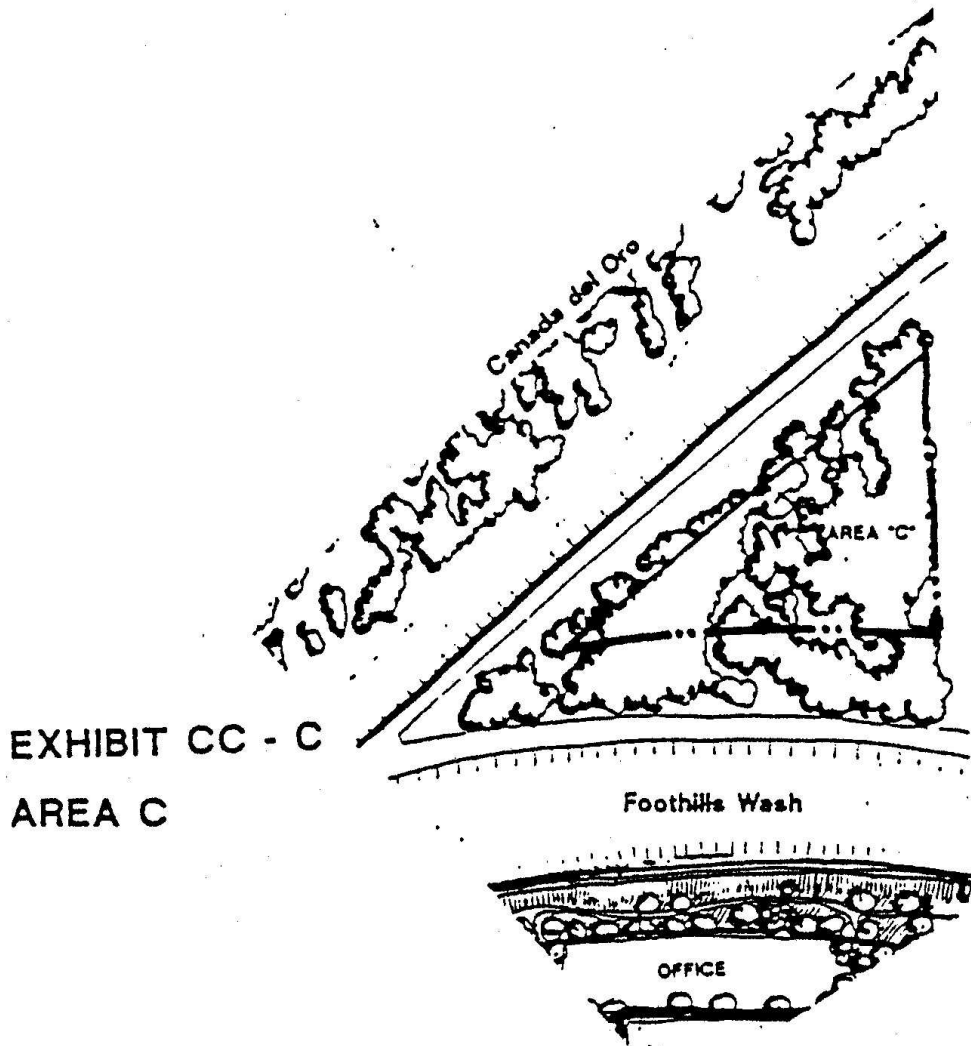 Canada del Oro
AREA "C"
EXHIBIT CC - C
AREA C
Foothills Wash
OFFICE